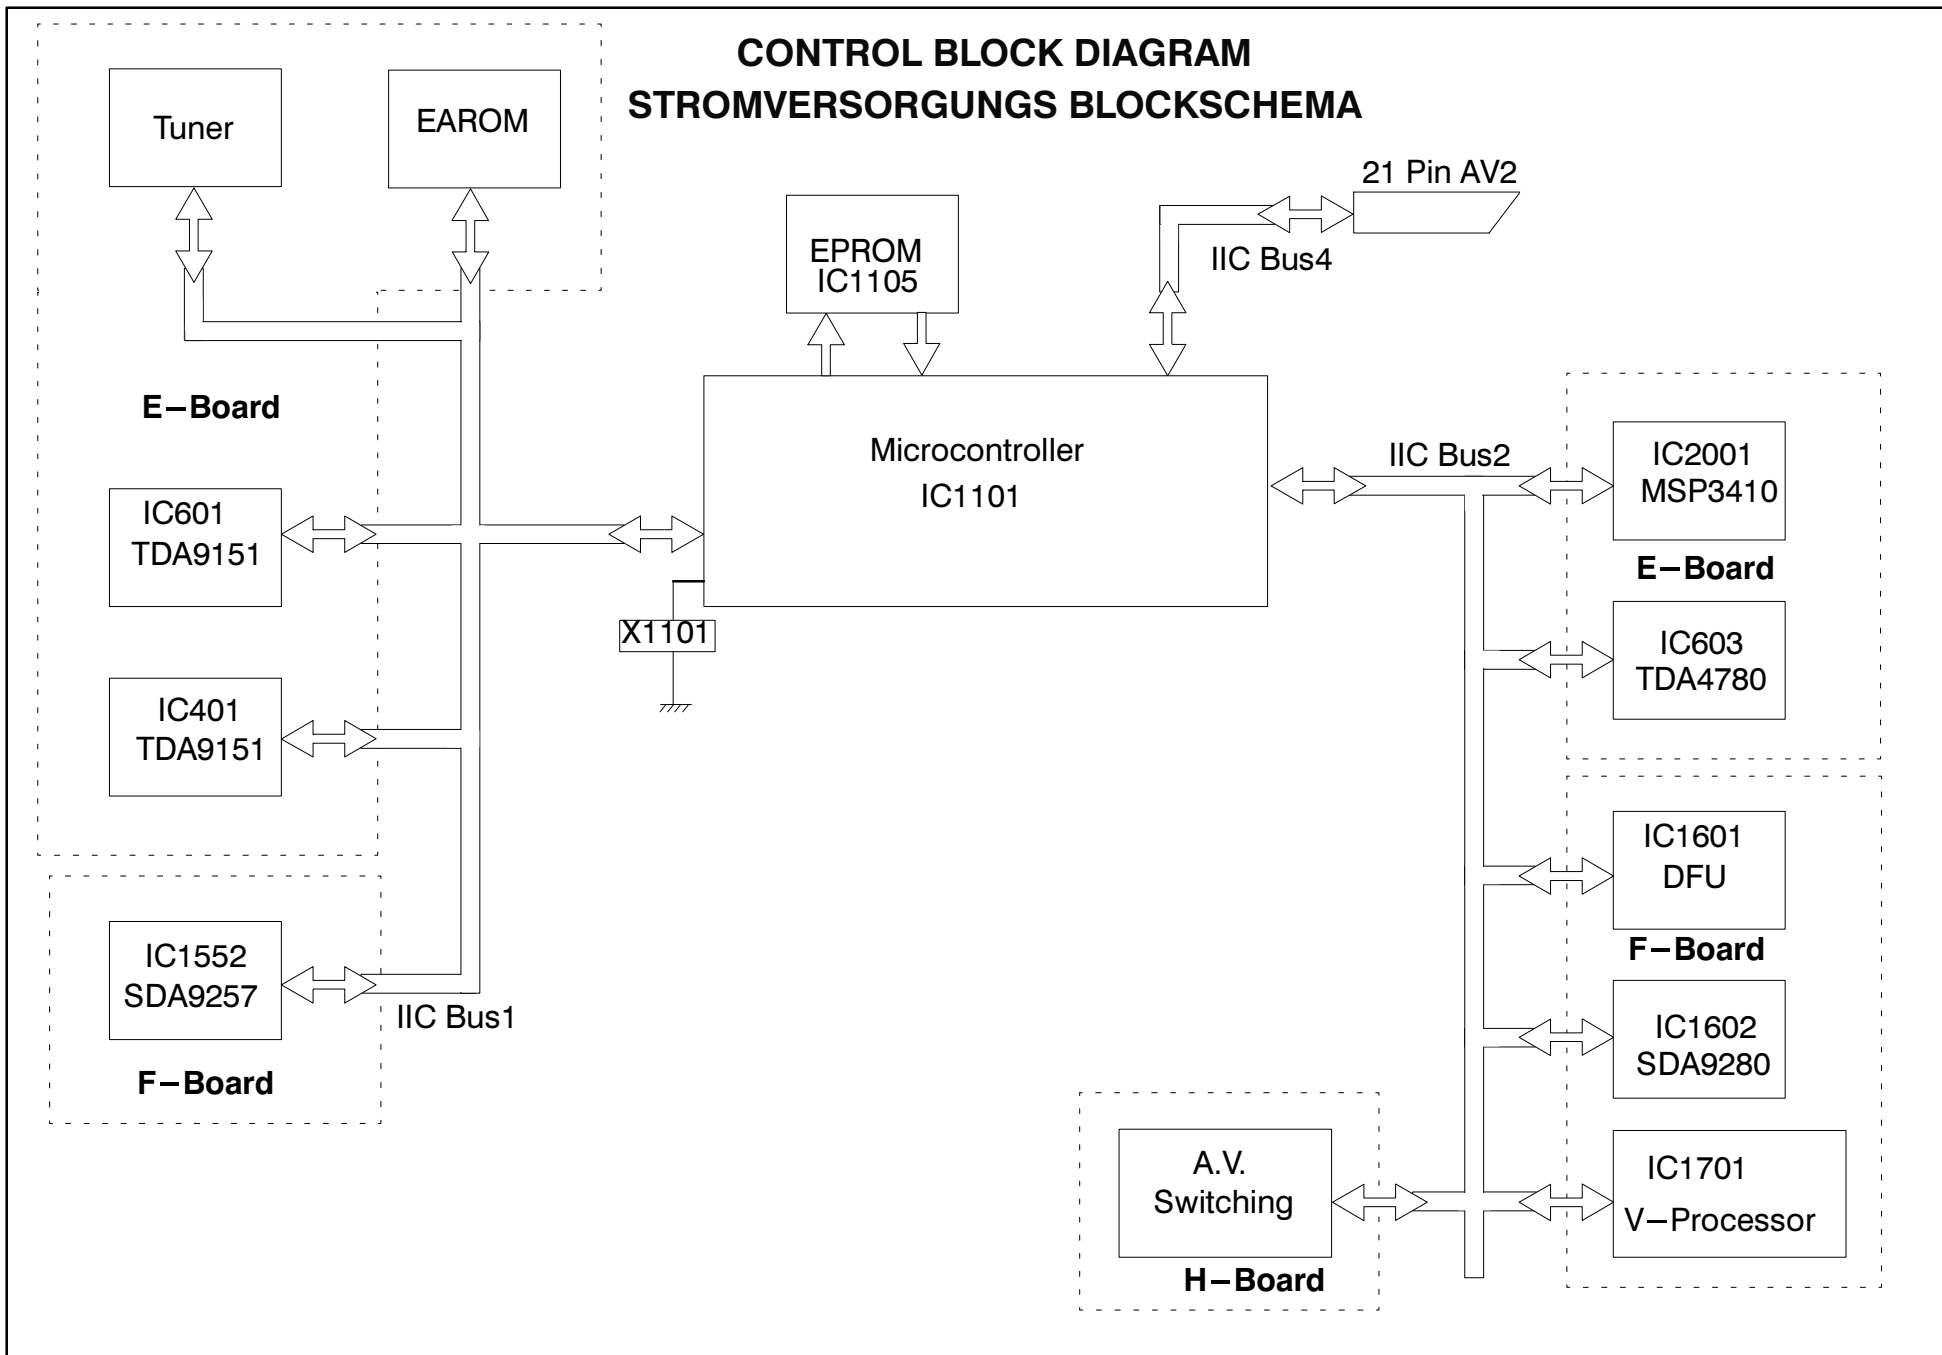 CONTROL BLOCK DIAGRAM
STROMVERSORGUNGS BLOCKSCHEMA
Tuner
EAROM
21 Pin AV2
EPROM
IC1105
IIC Bus4
E–Board
Microcontroller
IC1101
IIC Bus2
IC2001
MSP3410
E–Board
IC601
TDA9151
X1101
IC603
TDA4780
IC401
TDA9151
IC1601
DFU
F–Board
IC1552
SDA9257
IIC Bus1
F–Board
IC1602
SDA9280
A.V.
Switching
H–Board
IC1701
V–Processor